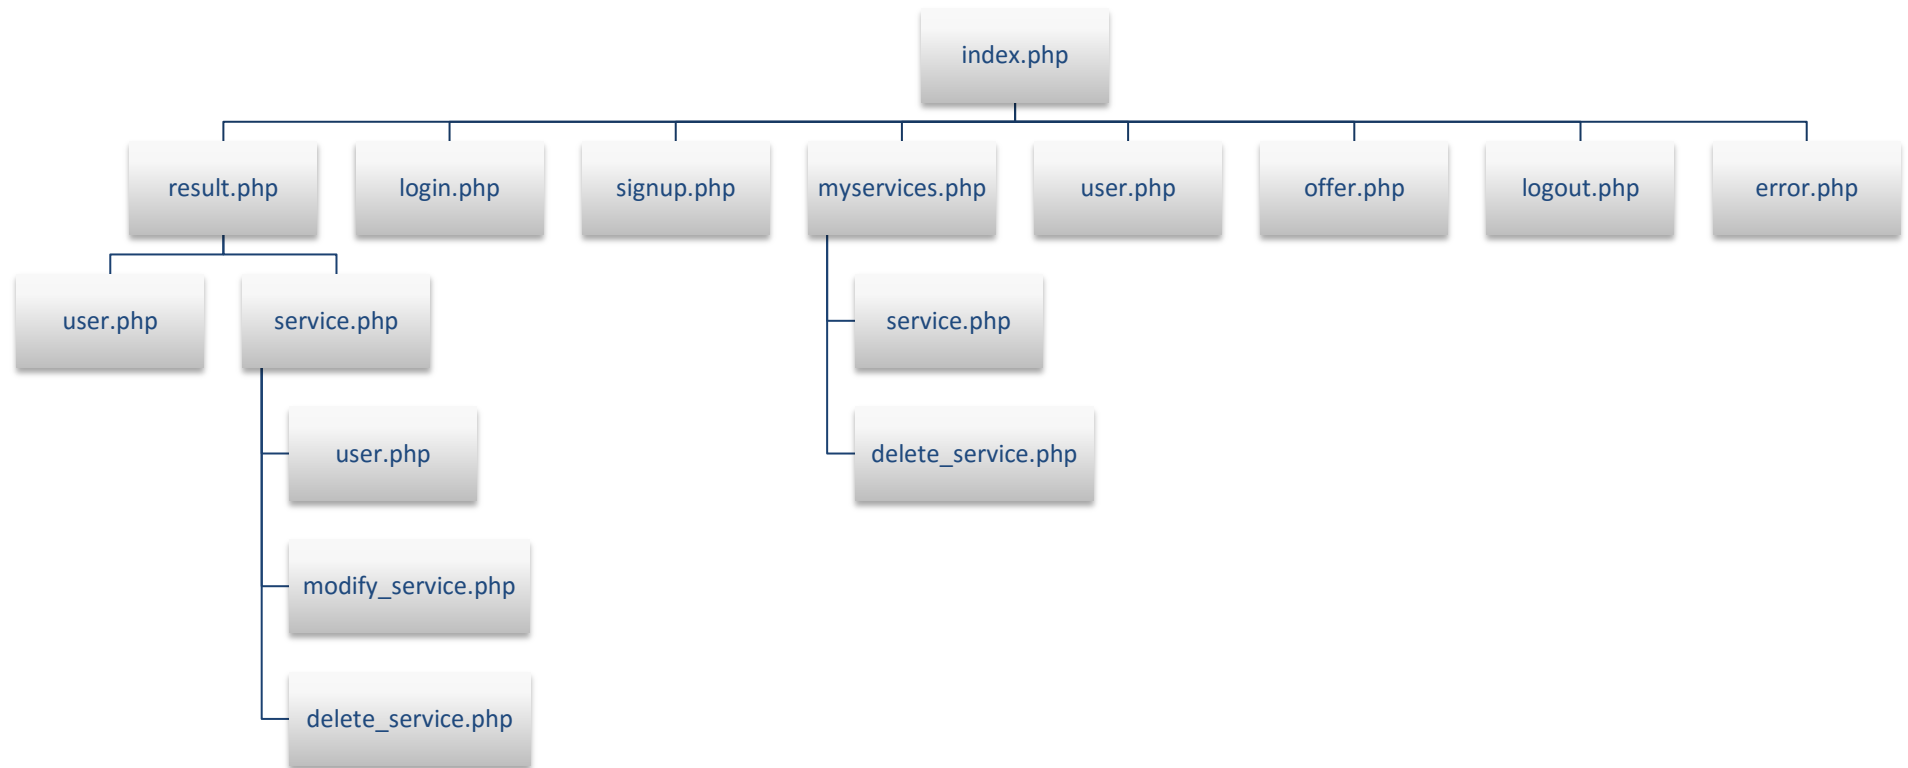 index.php
result.php
login.php
signup.php
myservices.php
user.php
offer.php
logout.php
error.php
user.php
service.php
service.php
user.php
delete_service.php
modify_service.php
delete_service.php